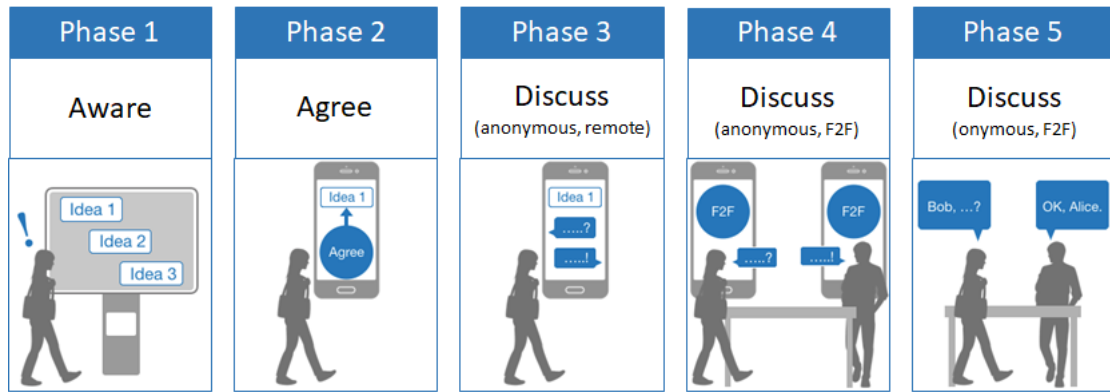 Phase 1
Aware
!
Idea 1
Idea 2
Idea 3
Phase 2
Agree
Idea 1
Agree
Phase 3
Discuss
(anonymous, remote)
Idea 1
.....?
.....!
Phase 4
Discuss
(anonymous, F2F)
F2F
F2F
.....?
.....!
Phase 5
Discuss
(onymous, F2F)
Bob, ...?
OK, Alice.